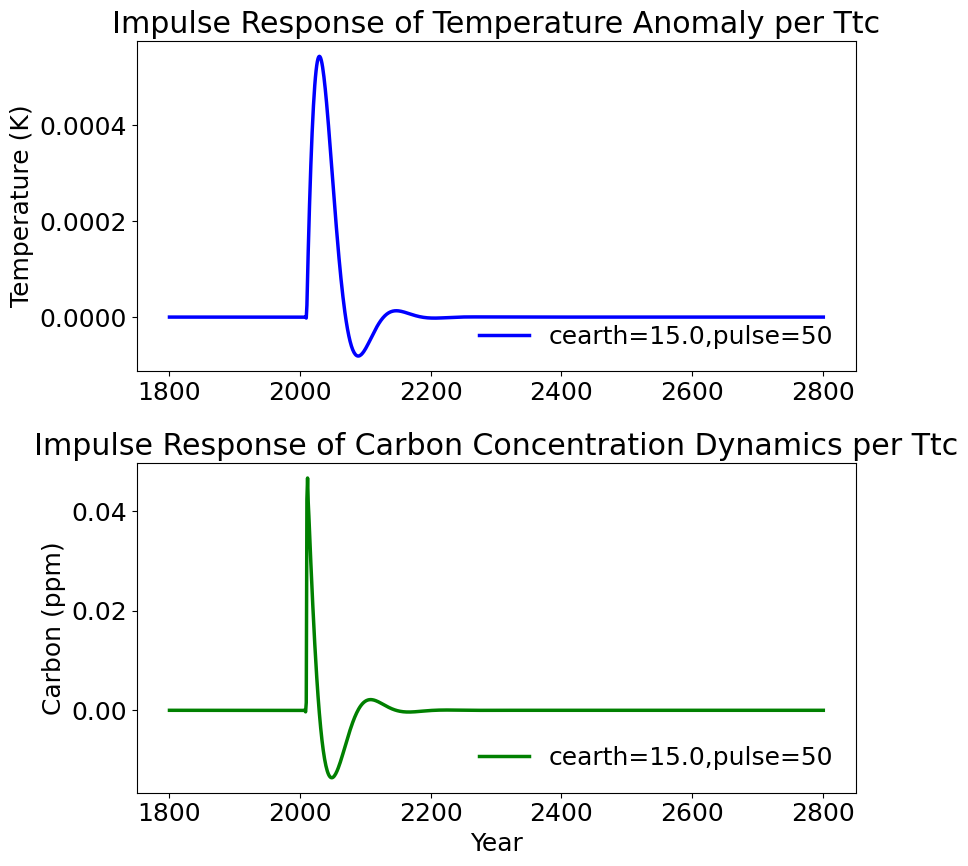 Impulse Response of Temperature Anomaly per Ttc
Temperature (K)
0.0004
0.0002
0.0000
cearth=15.0,pulse=50
1800 2000 2200 2400 2600 2800
Impulse Response of Carbon Concentration Dynamics per Ttc
Carbon (ppm)
0.04
0.02
0.00
cearth=15.0,pulse=50
1800 2000 2200 2400 2600 2800
Year